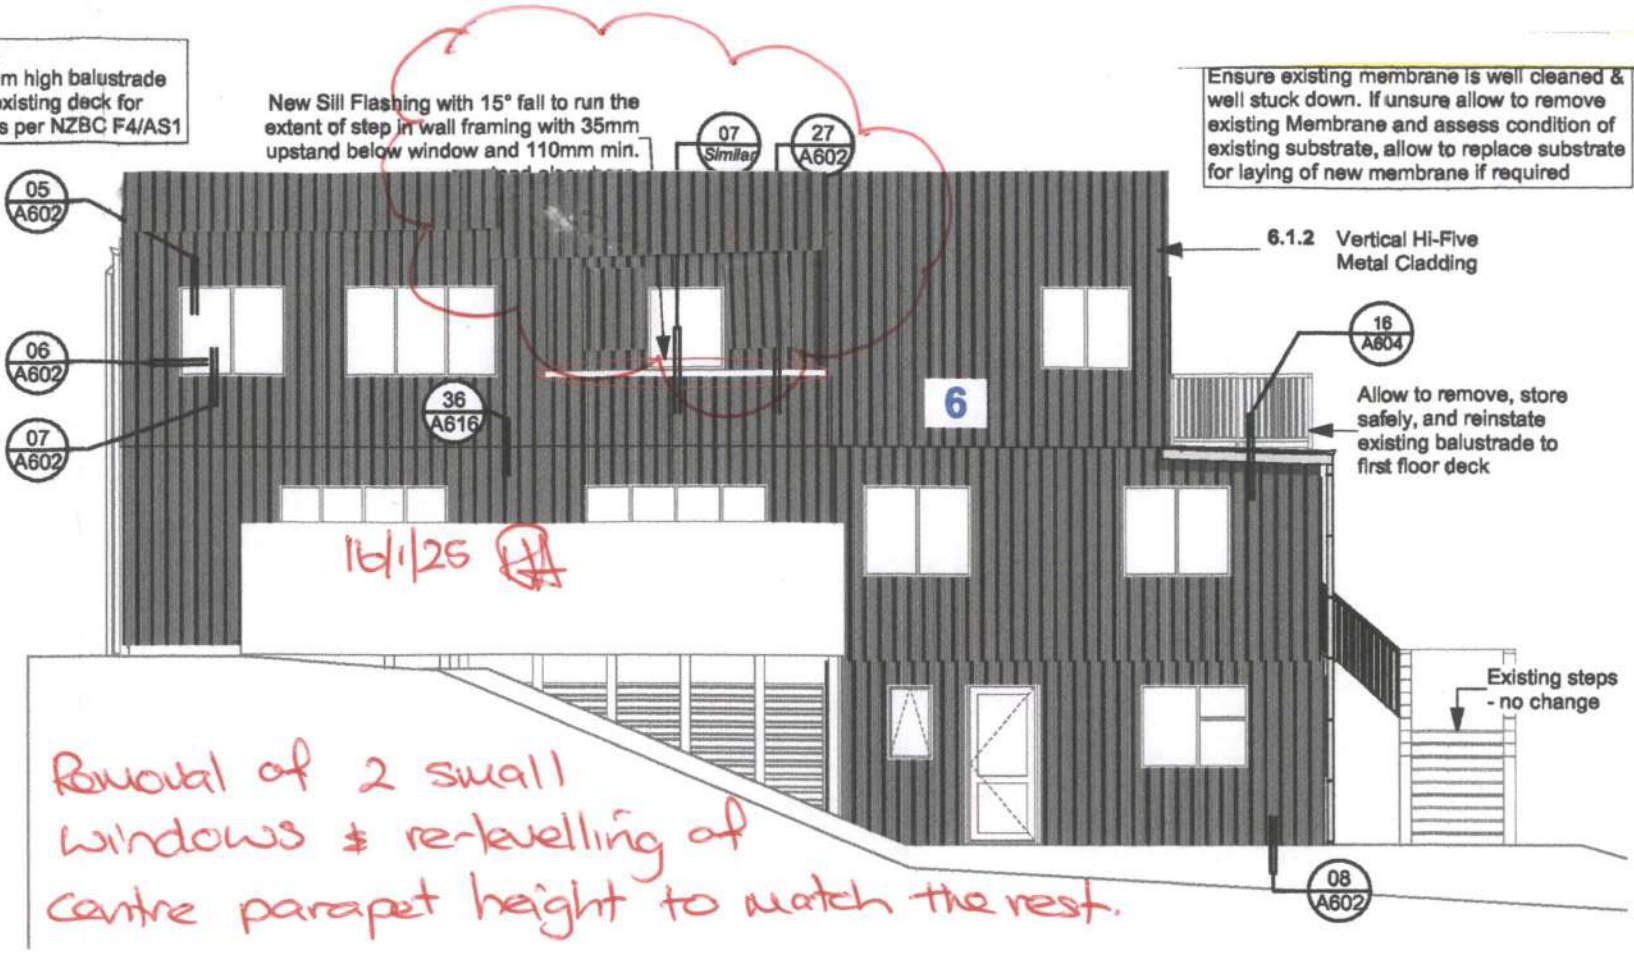 m high balustrade
existing deck for
s per NZBC F4/AS1
New Sill Flashing with 15° fall to run the
extent of step in wall framing with 35mm
upstand below window and 110mm min.
07
Similar
27
A602
Ensure existing membrane is well cleaned &
well stuck down. If unsure allow to remove
existing Membrane and assess condition of
existing substrate, allow to replace substrate
for laying of new membrane if required
05
A602
6.1.2 Vertical Hi-Five
Metal Cladding
06
A602
16
A604
36
A616
6
Allow to remove, store
safely, and reinstate
existing balustrade to
first floor deck
07
A602
16/1/25
Existing steps
- no change
Removal of 2 small
windows & re-levelling of
centre parapet height to match the rest.
08
A602